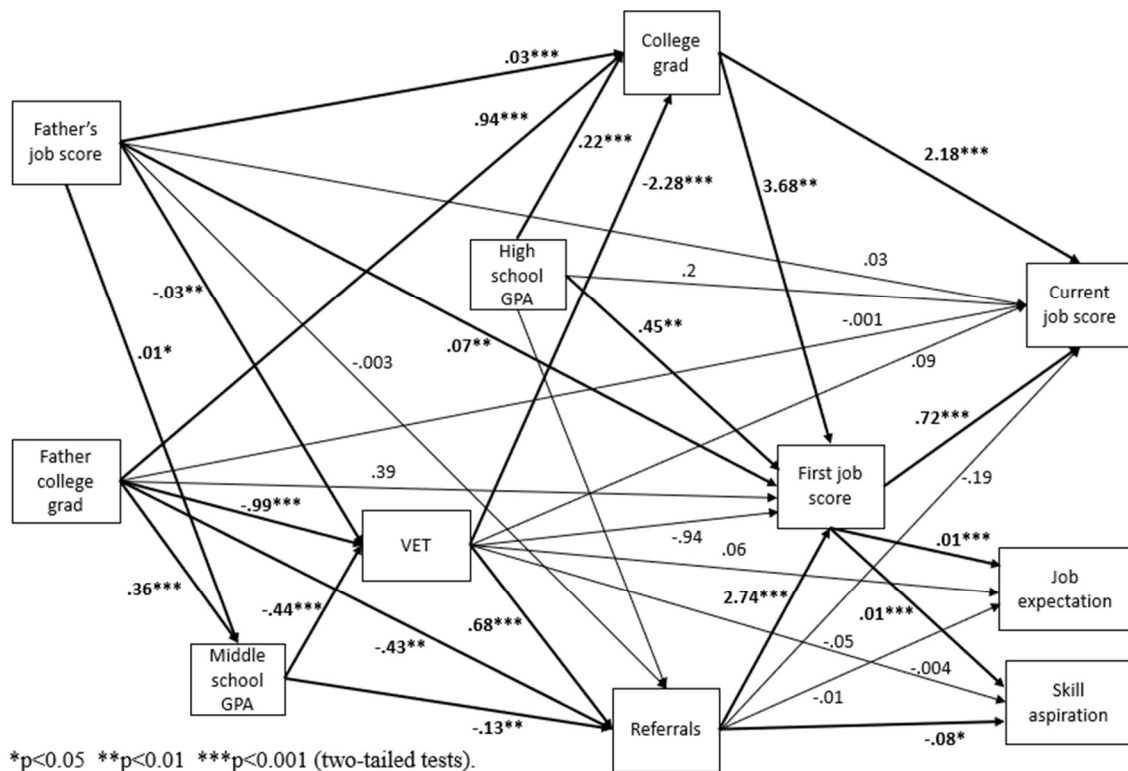 College
grad
.03***
Father's
job score
.94***
.22***
-2.28***
2.18***
3.68**
High
school
GPA
.03
.2
Current
job score
-.03**
-.001
.45**
.01*
.07**
-.003
.09
.72***
Father
college
grad
.39
First job
score
-.19
-.99***
VET
-.94
.06
.01***
Job
expectation
.36***
-.44***
.68***
2.74***
.01***
-.43**
-.05
-.004
Middle
school
GPA
-.01
Skill
aspiration
-.13**
Referrals
-.08*
*p<0.05 **p<0.01 ***p<0.001 (two-tailed tests).